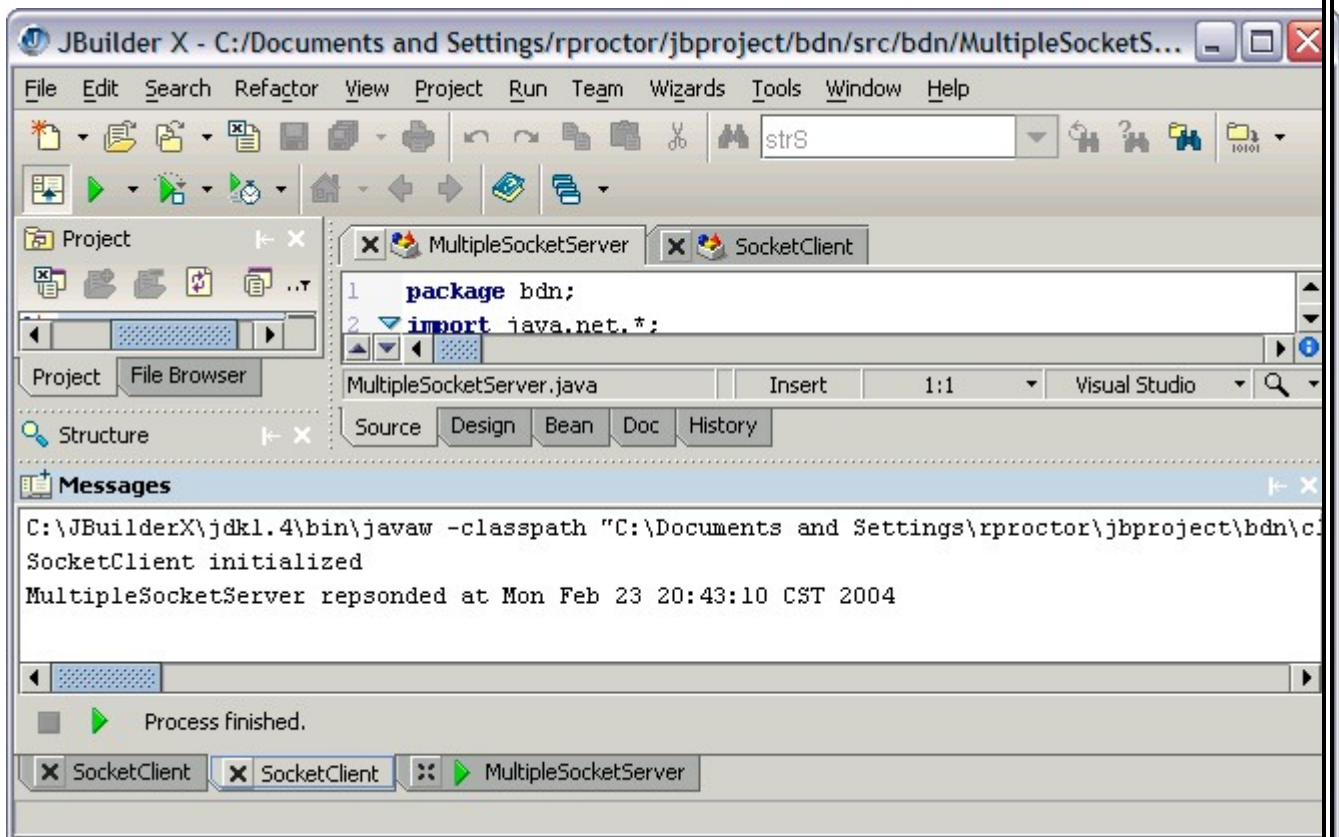 JBuilder X - C:/Documents and Settings/rproctor/jbproject/bdn/src/bdn/MultipleSocketS...
File Edit Search Refactor View Project Run Team Wizards Tools Window Help
strS
Project
MultipleSocketServer SocketClient
1 package bdn;
2 import java.net.*;
Project File Browser
MultipleSocketServer.java Insert 1:1 Visual Studio
Structure
Source Design Bean Doc History
Messages
C:\JBuilderX\jdk1.4\bin\javaw -classpath "C:\Documents and Settings\rproctor\jbproject\bdn\cl
SocketClient initialized
MultipleSocketServer repsonded at Mon Feb 23 20:43:10 CST 2004
Process finished.
SocketClient SocketClient MultipleSocketServer